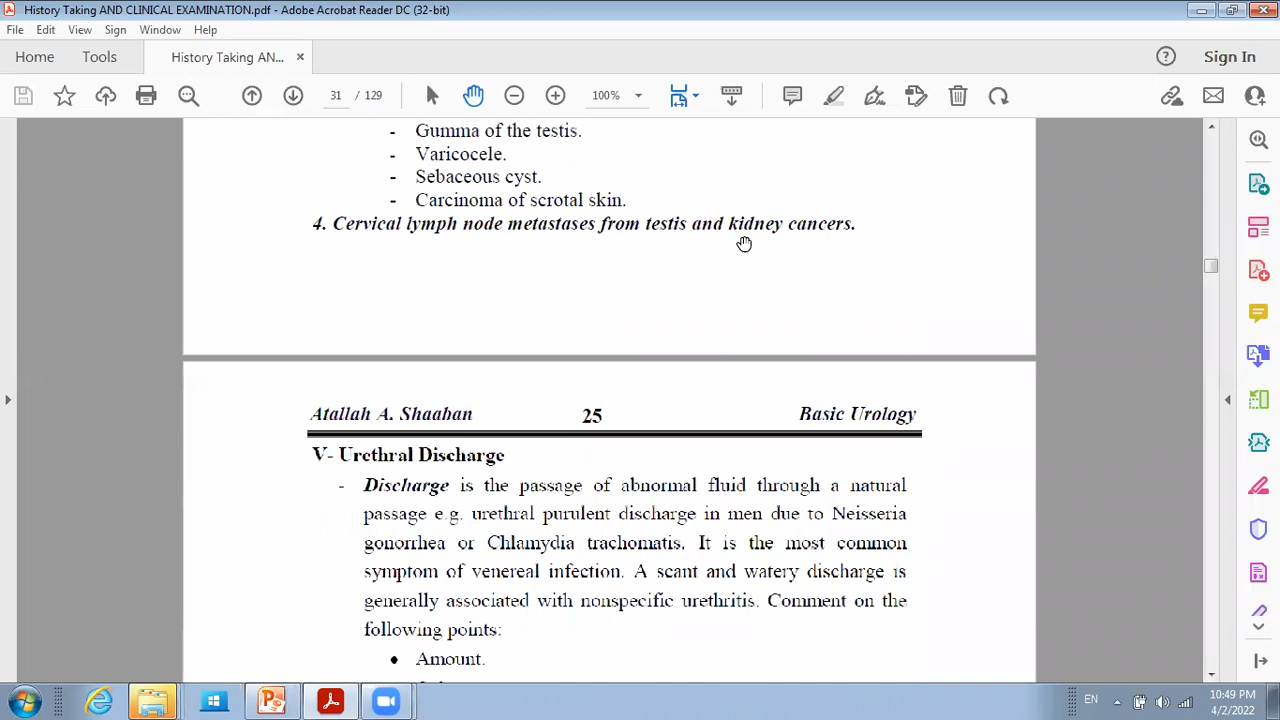 History Taking AND CLINICAL EXAMINATION.pdf - Adobe Acrobat Reader DC (32-bit)
File Edit View Sign Window Help
Home Tools History Taking AN... × Sign In
31 / 129 100%
- Gumma of the testis.
- Varicocele.
- Sebaceous cyst.
- Carcinoma of scrotal skin.
4. Cervical lymph node metastases from testis and kidney cancers.
Atallah A. Shaaban 25 Basic Urology
V- Urethral Discharge
- Discharge is the passage of abnormal fluid through a natural
passage e.g. urethral purulent discharge in men due to Neisseria
gonorrhea or Chlamydia trachomatis. It is the most common
symptom of venereal infection. A scant and watery discharge is
generally associated with nonspecific urethritis. Comment on the
following points:
• Amount.
EN 10:49 PM
4/2/2022